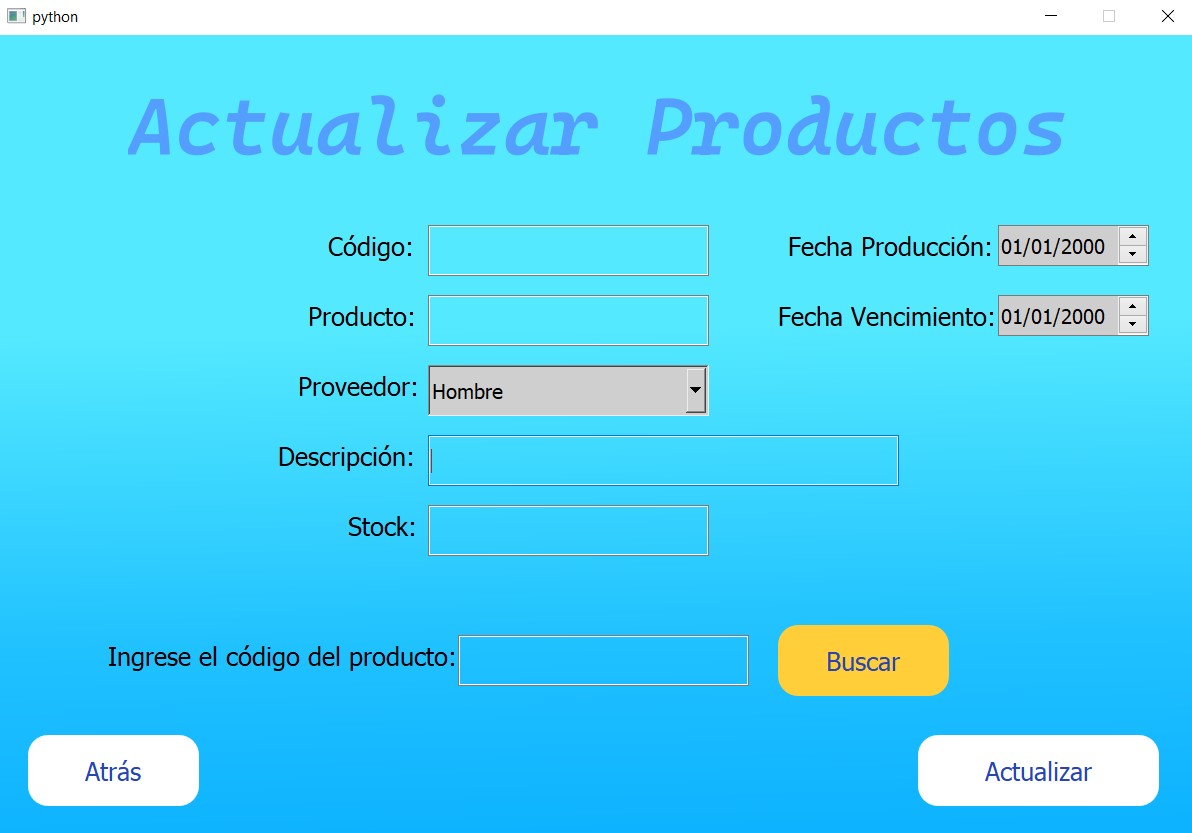 python
Actualizar Productos
Código:
Fecha Producción: 01/01/2000
Producto:
Fecha Vencimiento: 01/01/2000
Proveedor: Hombre
Descripción:
Stock:
Ingrese el código del producto:
Buscar
Atrás
Actualizar